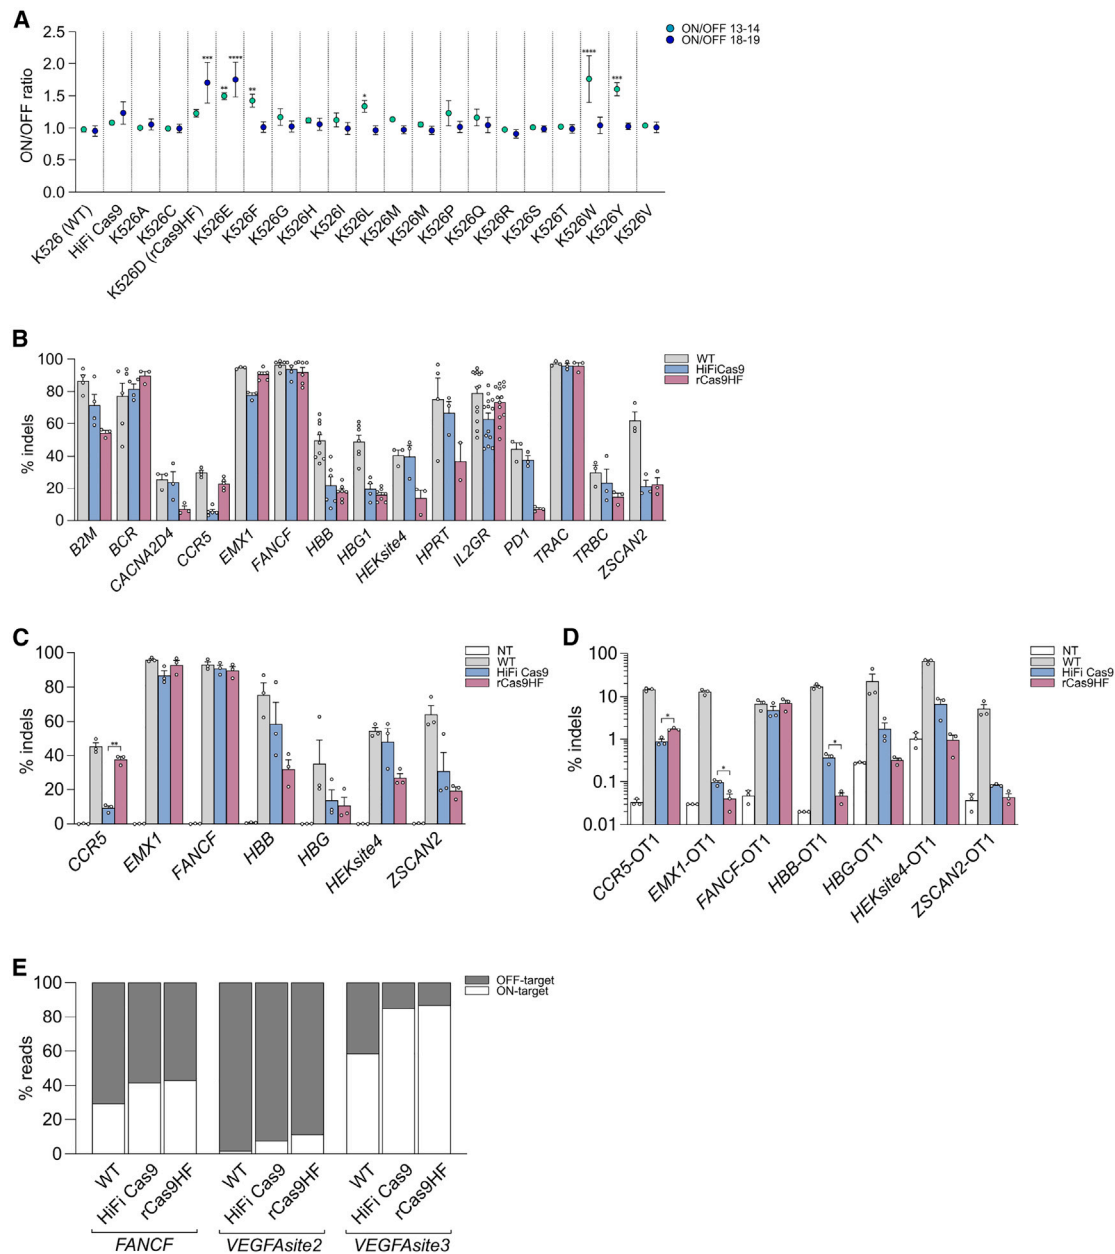 A
2.5
2.0
1.5
1.0
0.5
0.0
ON/OFF ratio
ON/OFF 13-14
ON/OFF 18-19
***
**
****
**
*
****
***
K526 (WT)
HiFi Cas9
K526A
K526C
K526D (rCas9HF)
K526E
K526F
K526G
K526H
K526I
K526L
K526M
K526M
K526P
K526Q
K526R
K526S
K526T
K526W
K526Y
K526V
B
100
80
60
40
20
0
% indels
WT
HiFiCas9
rCas9HF
B2M
BCR
CACNA2D4
CCR5
EMX1
FANCF
HBB
HBG1
HEKsite4
HPRT
IL2GR
PD1
TRAC
TRBC
ZSCAN2
C
100
80
60
40
20
0
% indels
NT
WT
HiFi Cas9
rCas9HF
**
CCR5
EMX1
FANCF
HBB
HBG
HEKsite4
ZSCAN2
D
100
10
1
0.1
0.01
% indels
NT
WT
HiFi Cas9
rCas9HF
*
*
*
CCR5-OT1
EMX1-OT1
FANCF-OT1
HBB-OT1
HBG-OT1
HEKsite4-OT1
ZSCAN2-OT1
E
100
80
60
40
20
0
% reads
OFF-target
ON-target
WT
HiFi Cas9
rCas9HF
WT
HiFi Cas9
rCas9HF
WT
HiFi Cas9
rCas9HF
FANCF
VEGFAsite2
VEGFAsite3